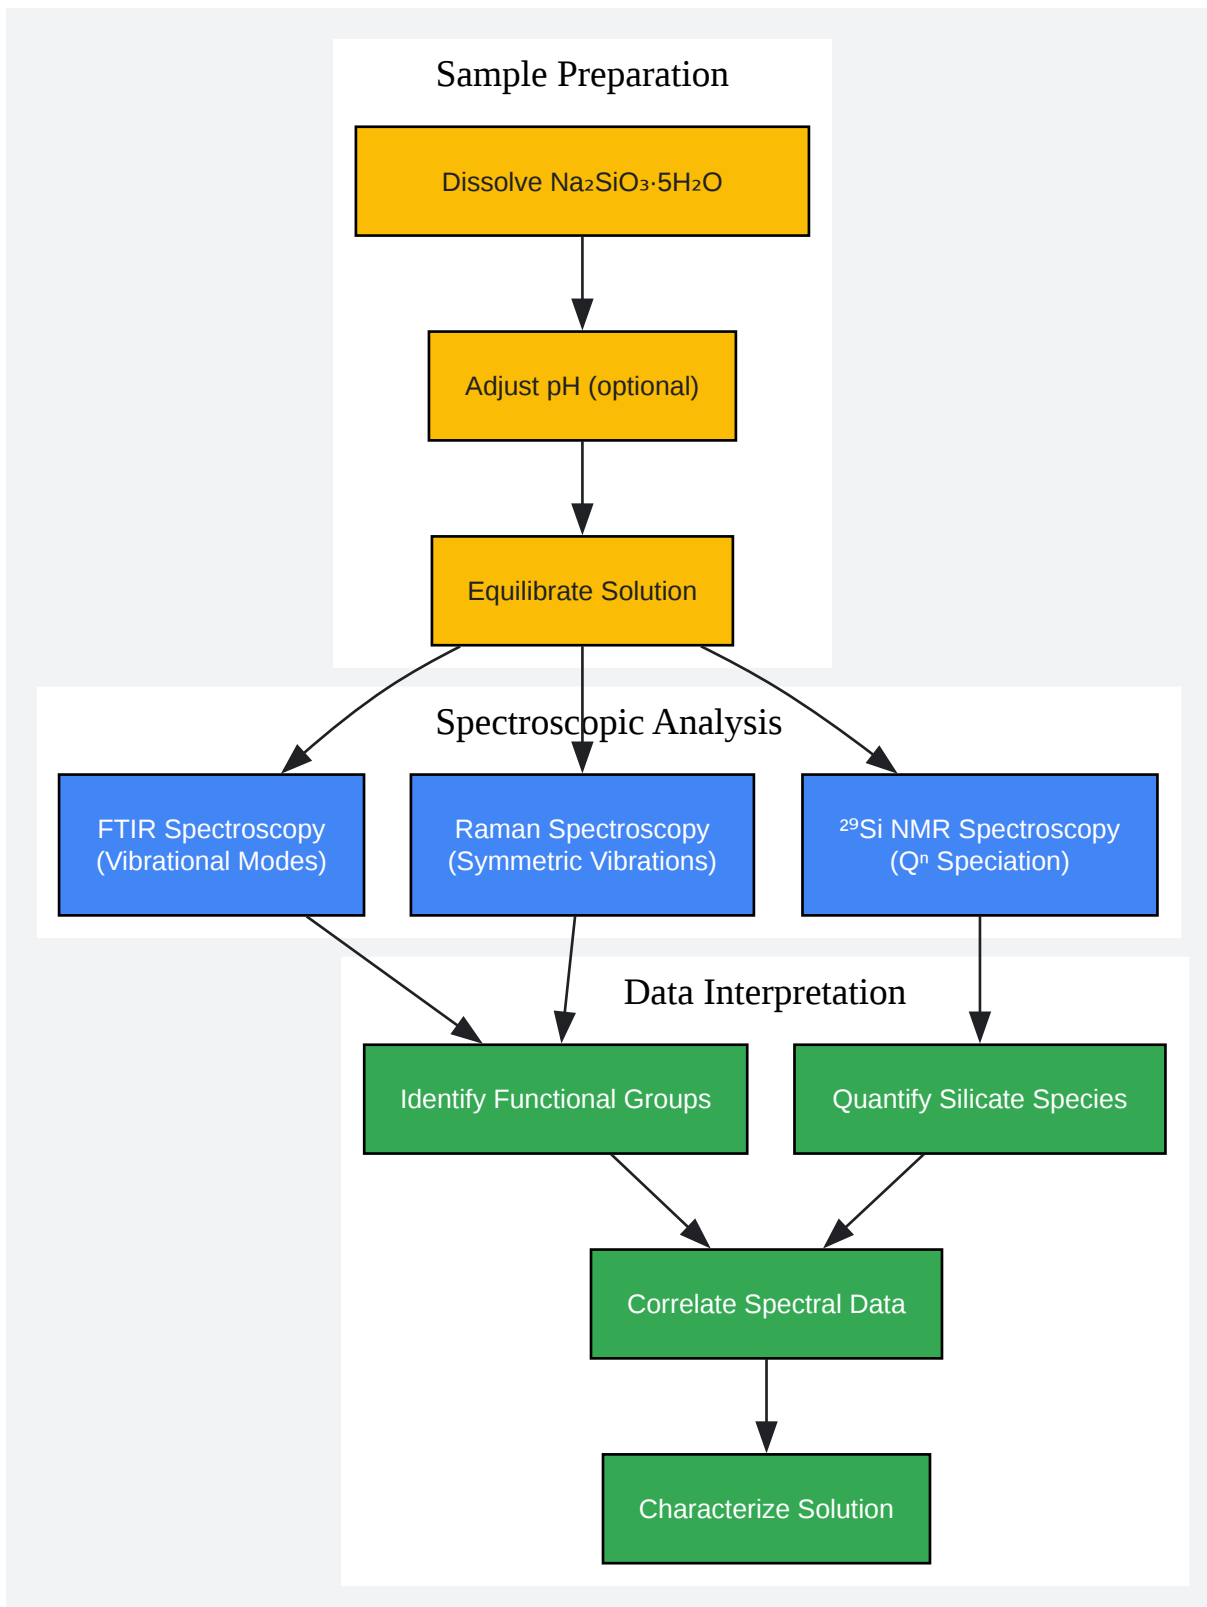 Sample Preparation
Dissolve Na₂SiO₃·5H₂O
Adjust pH (optional)
Equilibrate Solution
Spectroscopic Analysis
FTIR Spectroscopy
(Vibrational Modes)
Raman Spectroscopy
(Symmetric Vibrations)
²⁹Si NMR Spectroscopy
(Qⁿ Speciation)
Data Interpretation
Identify Functional Groups
Quantify Silicate Species
Correlate Spectral Data
Characterize Solution